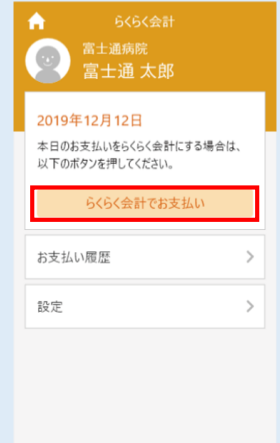 らくらく会計
富士通病院
富士通 太郎
2019年12月12日
本日のお支払いをらくらく会計にする場合は、
以下のボタンを押してください。
らくらく会計でお支払い
お支払い履歴
設定